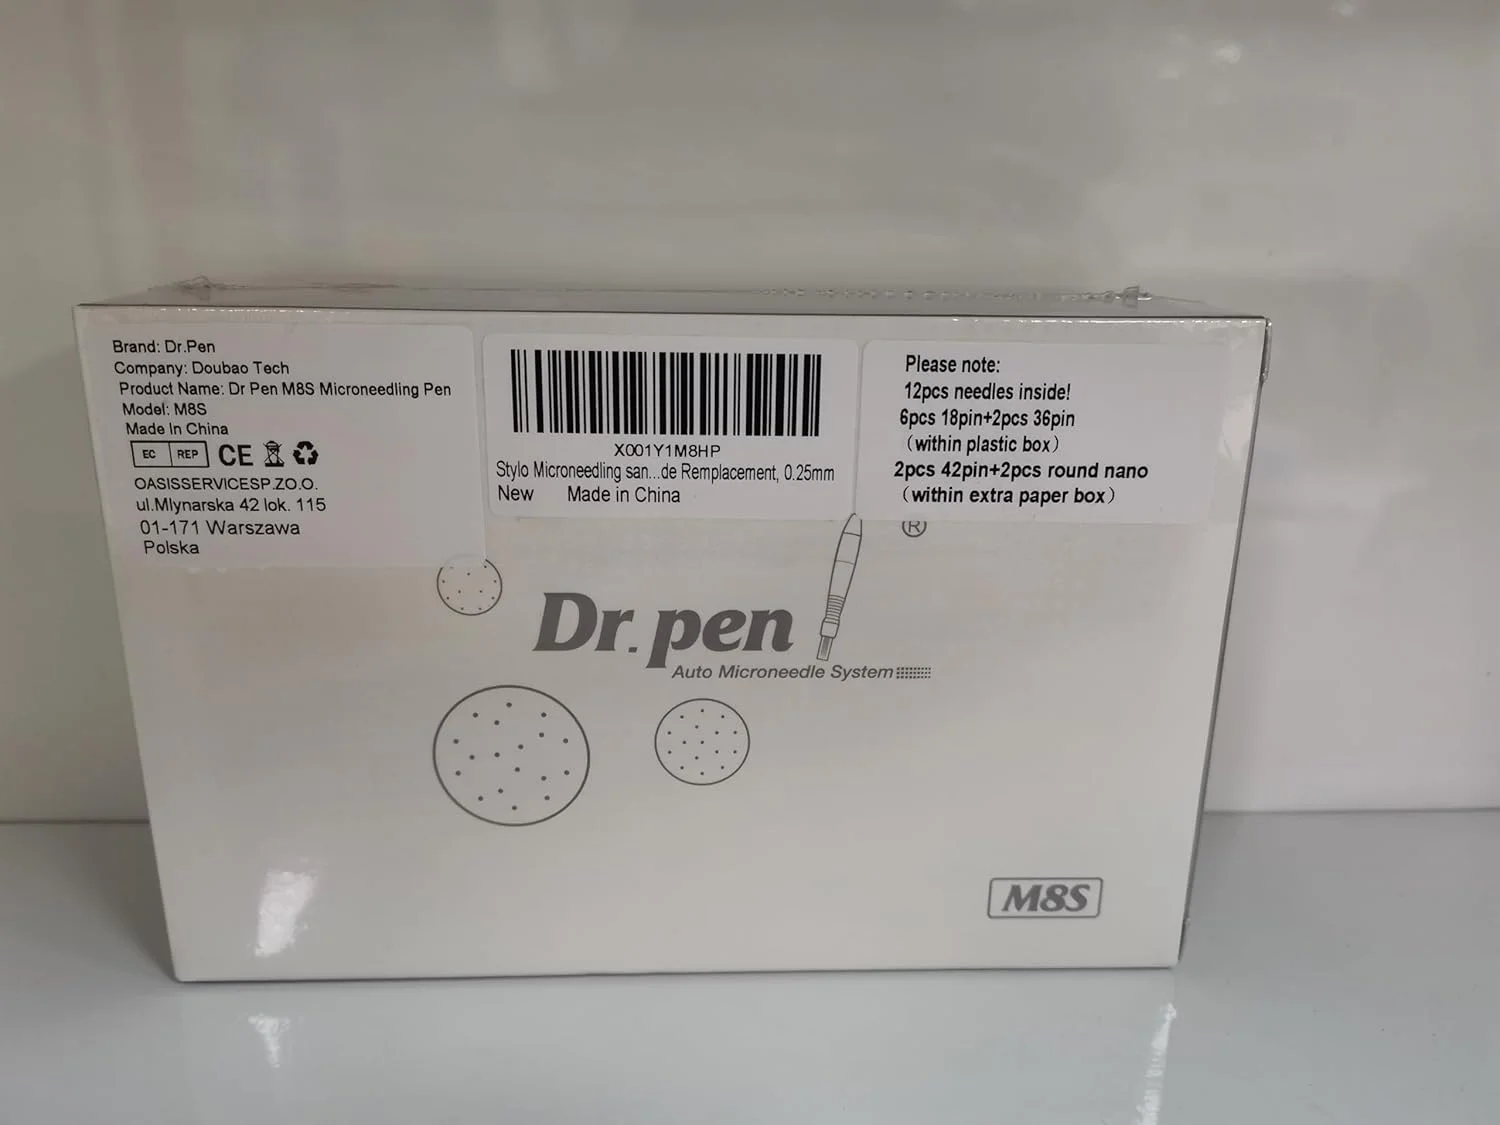 Brand: Dr.Pen
Company: Doubao Tech
Product Name: Dr Pen M8S Microneedling Pen
Model: M8S
Made In China
EC REP CE
OASISSERVICESP.ZO.O.
ul.Mlynarska 42 lok. 115
01-171 Warszawa
Polska
X001Y1M8HP
Stylo Microneedling san...de Remplacement, 0.25mm
New Made in China
Please note:
12pcs needles inside!
6pcs 18pin+2pcs 36pin
(within plastic box)
2pcs 42pin+2pcs round nano
(within extra paper box)
®
Dr.pen
Auto Microneedle System
M8S